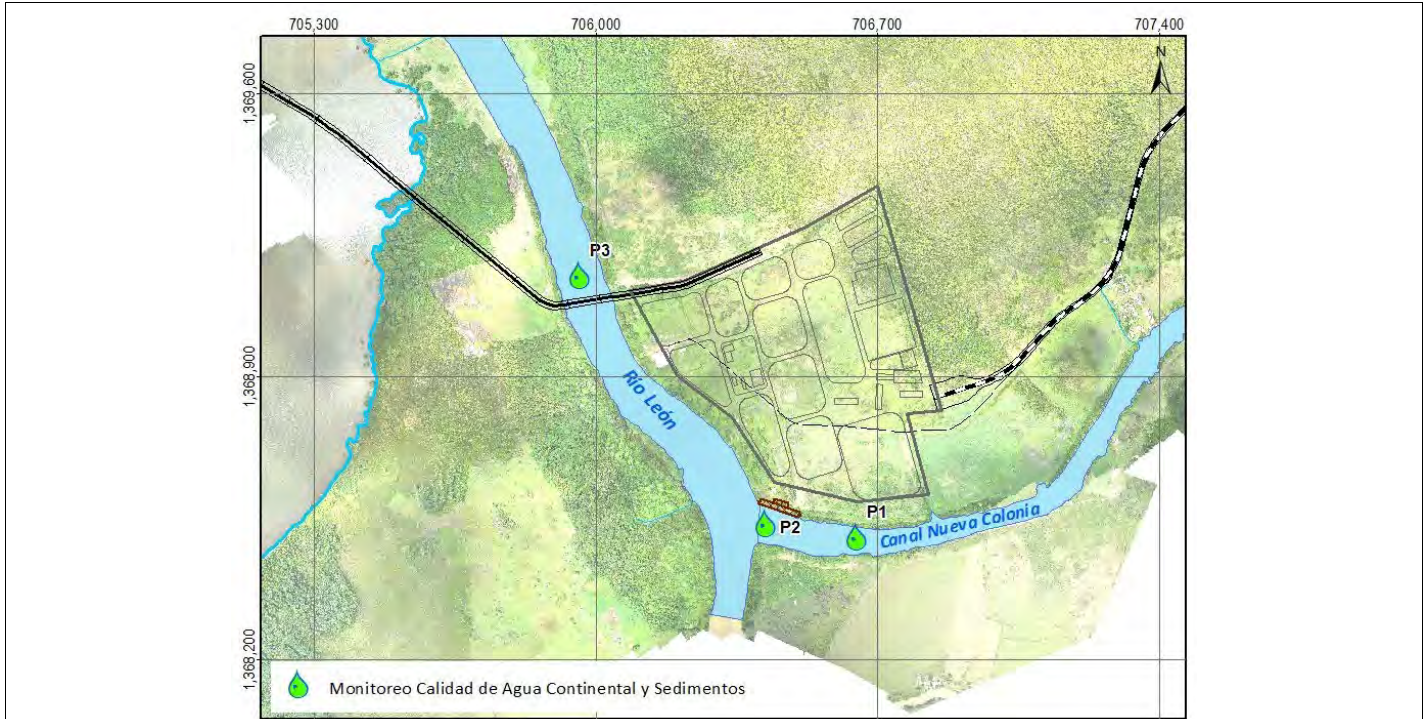 705,300
706,000
706,700
707,400
N
1,369,600
P3
1,368,900
Río León
P1
P2
Canal Nueva Colonia
1,368,200
Monitoreo Calidad de Agua Continental y Sedimentos